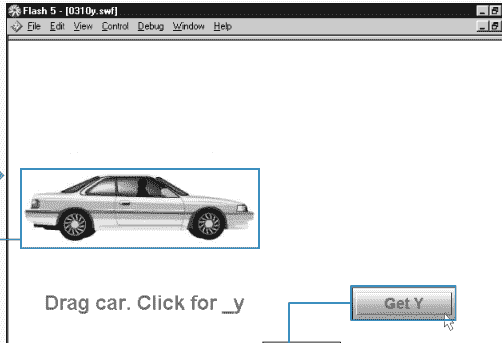 Flash 5 - [0310y.swf]
File Edit View Control Debug Window Help
Drag car. Click for _y
Get Y